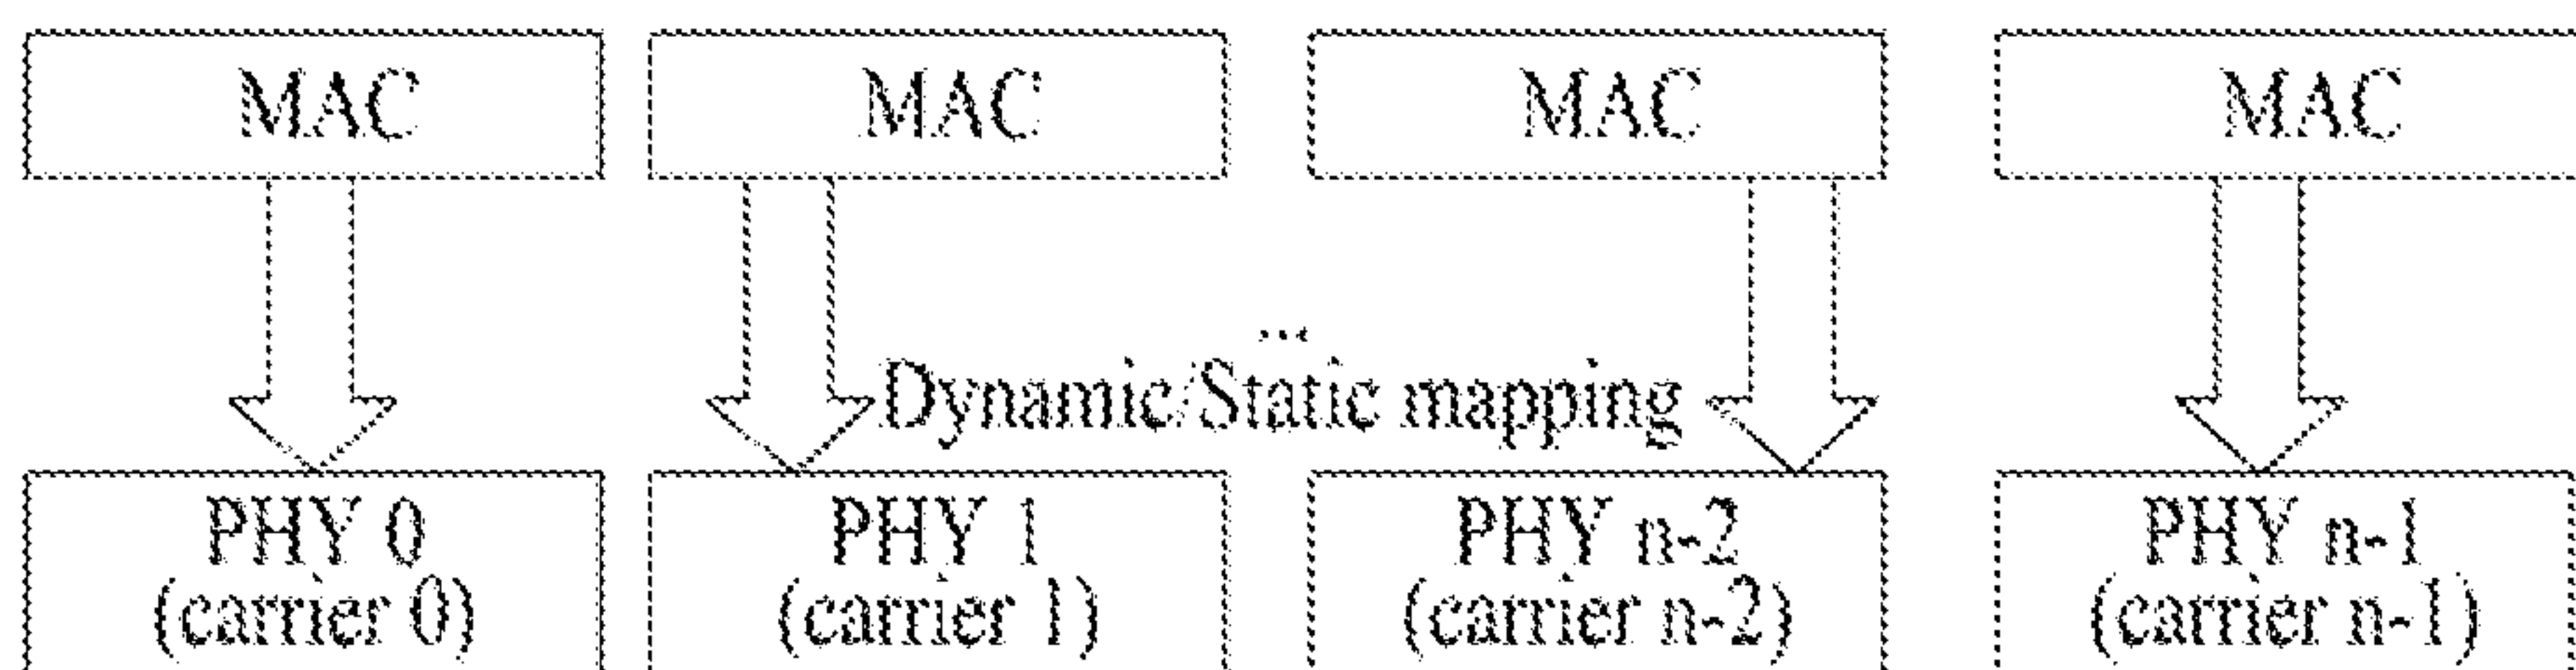 MAC MAC MAC MAC
...
Dynamic/Static mapping
PHY 0 PHY 1 PHY n-2 PHY n-1
(carrier 0) (carrier 1) (carrier n-2) (carrier n-1)